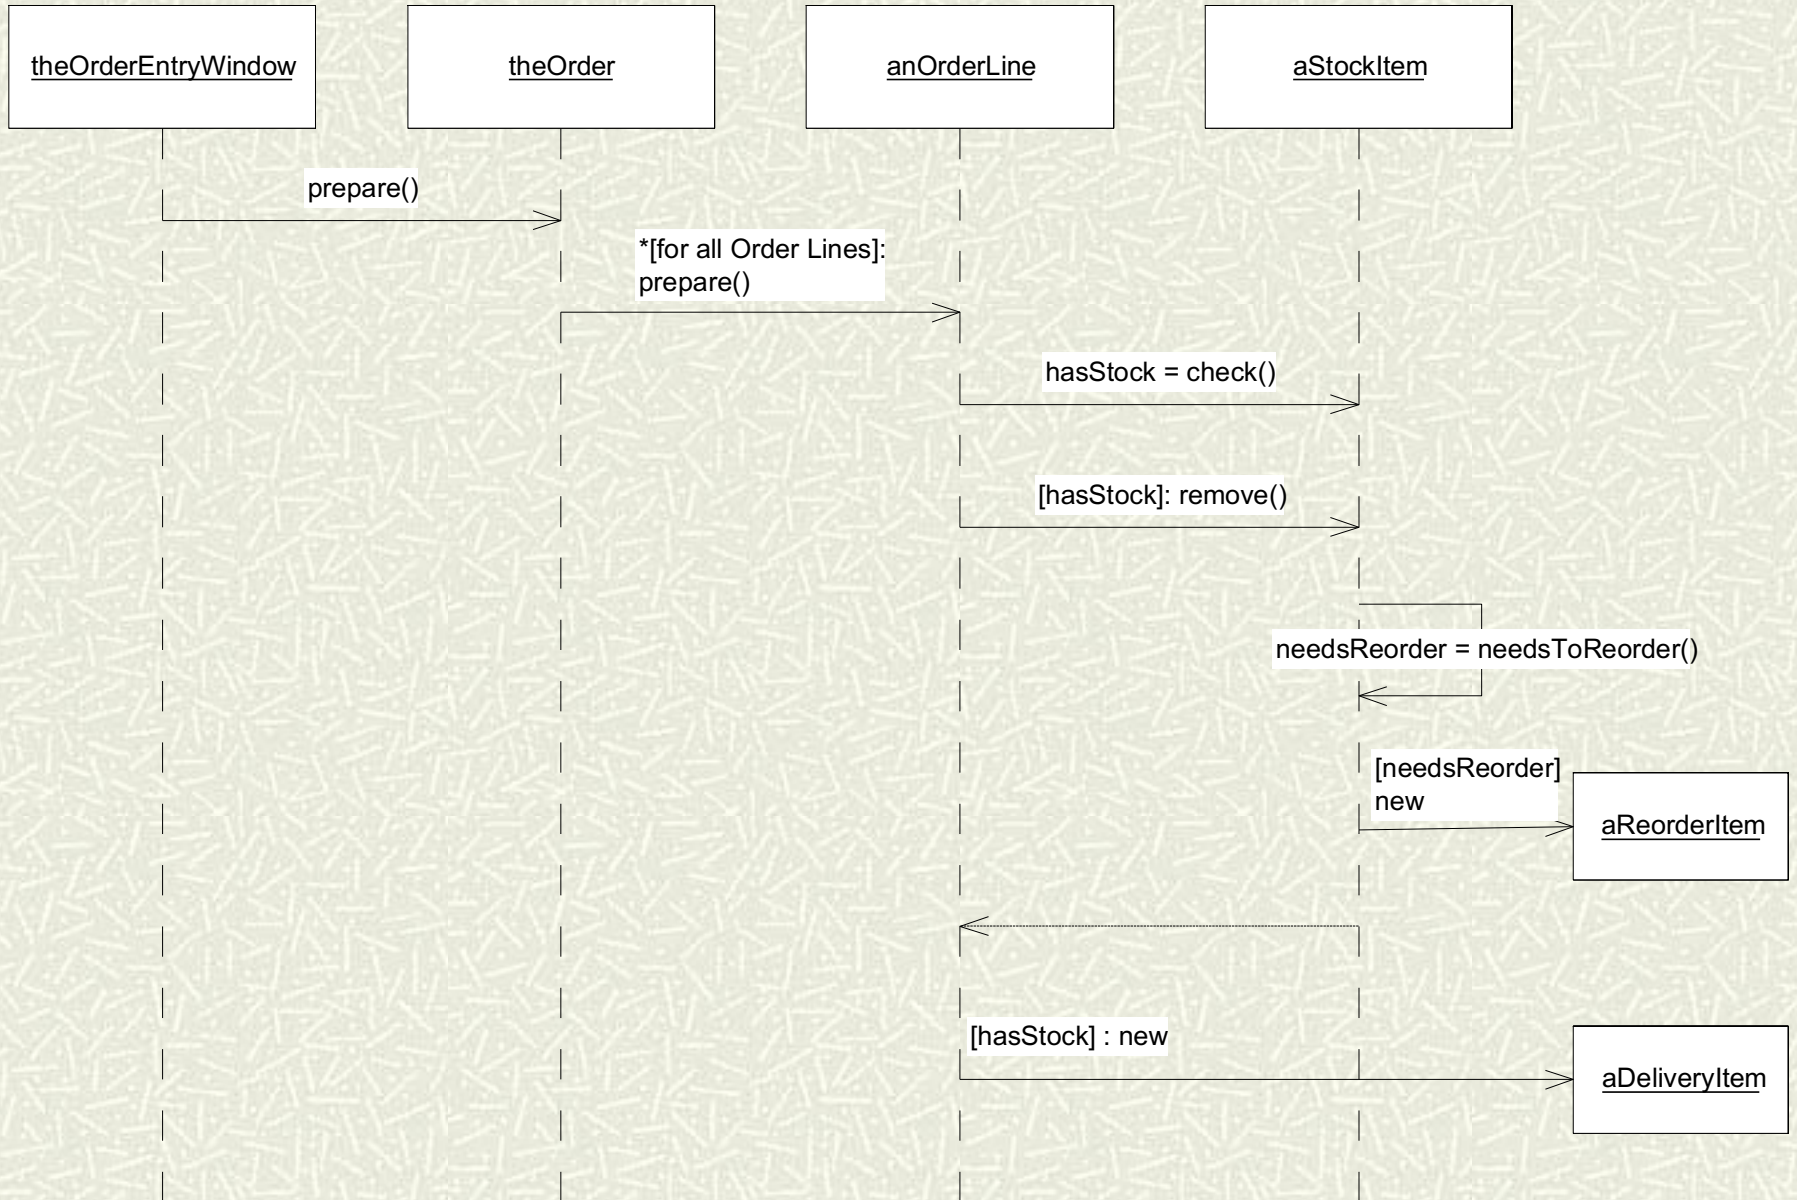 theOrderEntryWindow
theOrder
anOrderLine
aStockItem
prepare()
*[for all Order Lines]:
prepare()
hasStock = check()
[hasStock]: remove()
needsReorder = needsToReorder()
[needsReorder]
new
aReorderItem
[hasStock] : new
aDeliveryItem